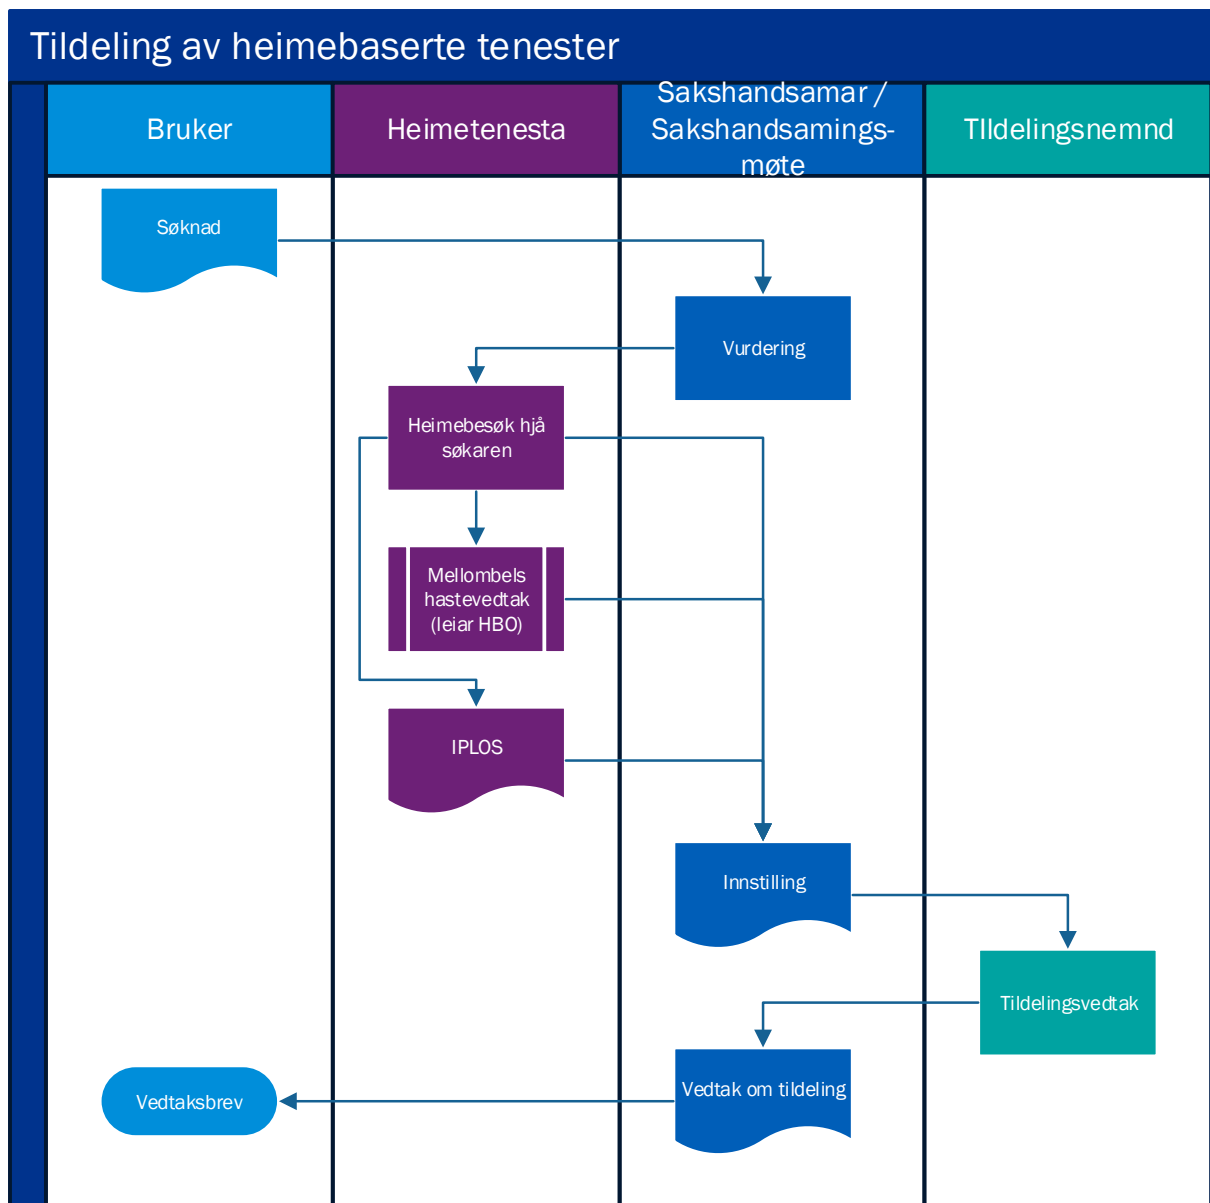 Tildeling av heimebaserte tenester
Bruker
Heimetenesta
Sakshandsamar /
Sakshandsamings-
møte
TIldelingsnemnd
Søknad
Vurdering
Heimebesøk hjå
søkaren
Mellombels
hastevedtak
(leiar HBO)
IPLOS
Innstilling
Tildelingsvedtak
Vedtak om tildeling
Vedtaksbrev